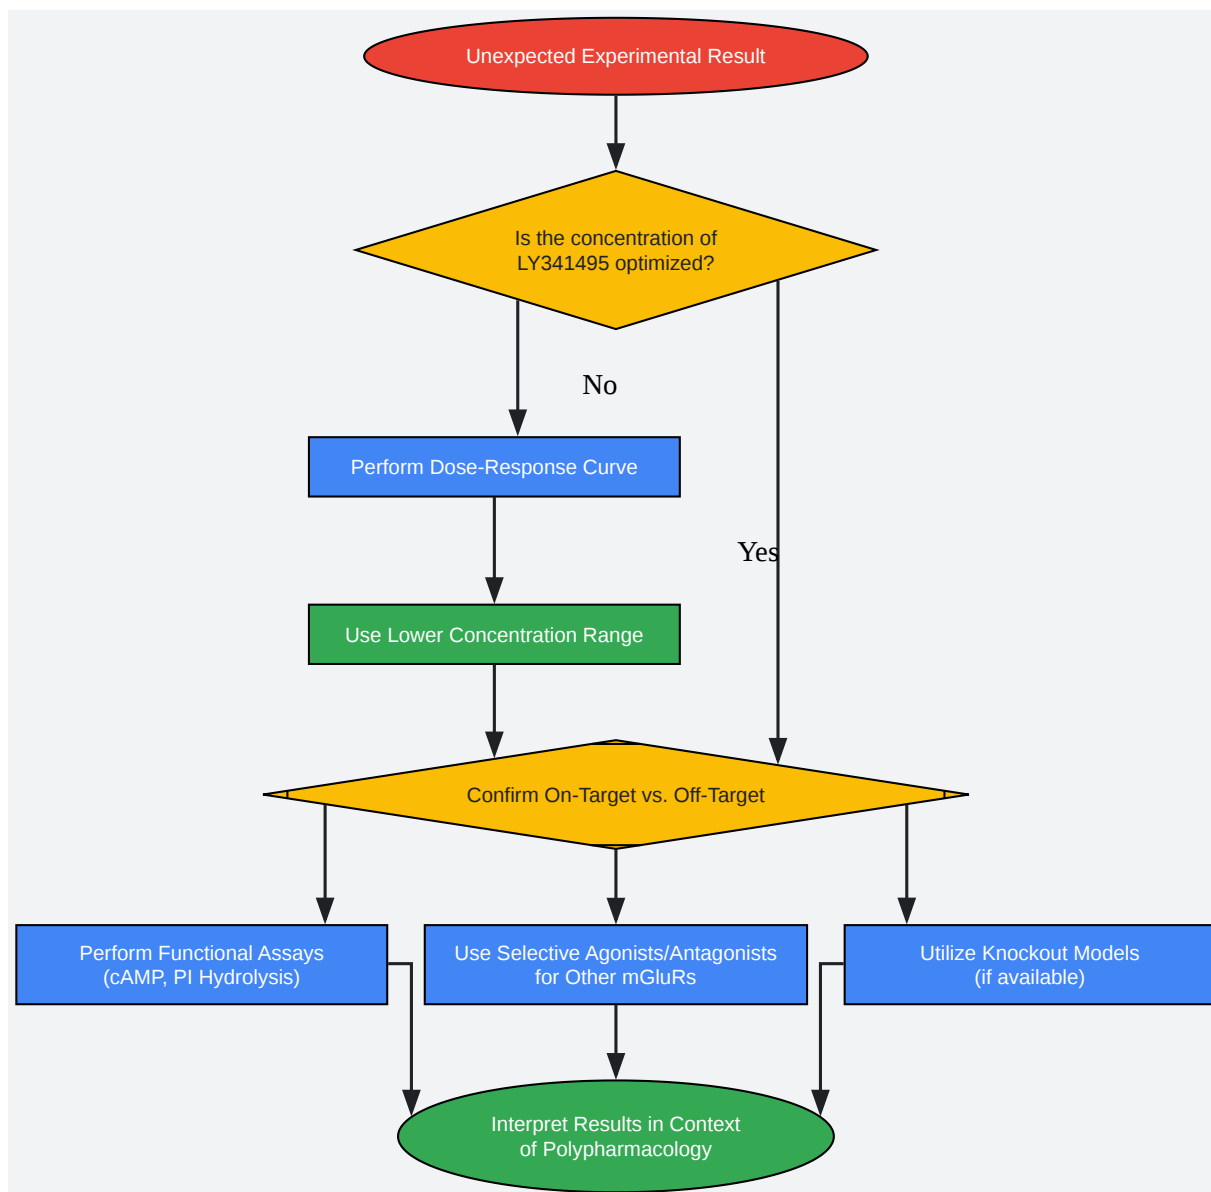 Unexpected Experimental Result
Is the concentration of
LY341495 optimized?
No
Perform Dose-Response Curve
Yes
Use Lower Concentration Range
Confirm On-Target vs. Off-Target
Perform Functional Assays
(cAMP, PI Hydrolysis)
Use Selective Agonists/Antagonists
for Other mGluRs
Utilize Knockout Models
(if available)
Interpret Results in Context
of Polypharmacology